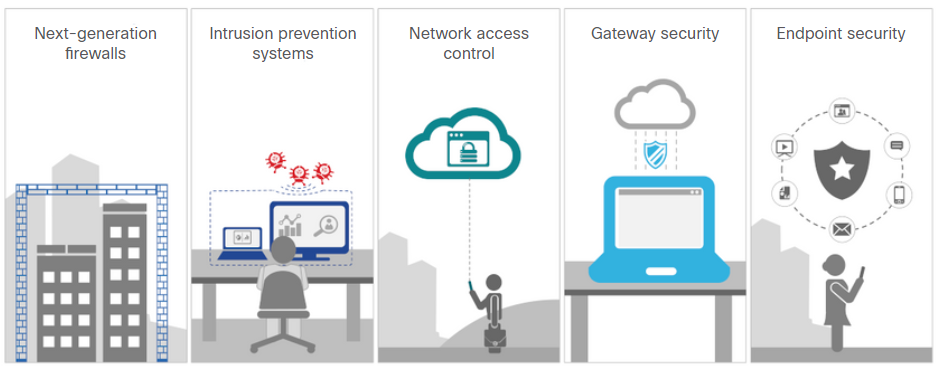 Next-generation
firewalls
Intrusion prevention
systems
Network access
control
Gateway security
Endpoint security